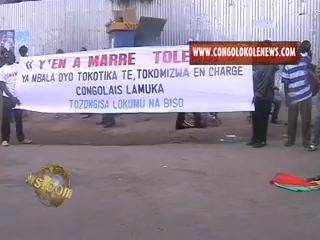 WWW.CONGOLOKOLENEWS.COM
« Y'EN A MARRE TOLE
YA MBALA OYO TOKOTIKA TE,TOKOMIZWA EN CHARGE
CONGOLAIS LAMUKA
TOZONGISA LOKUMU NA BISO